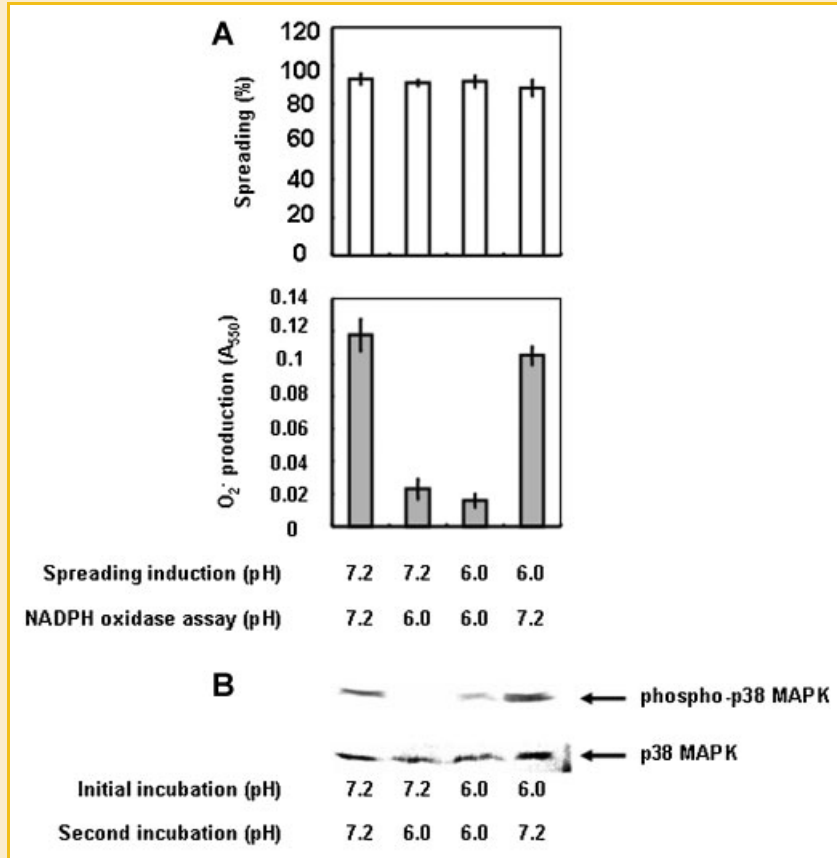 A
120
100
80
60
40
20
0
Spreading (%)
0.14
0.12
0.1
0.08
0.06
0.04
0.02
0
O₂⁻ production (A₅₅₀)
Spreading induction (pH) 7.2 7.2 6.0 6.0
NADPH oxidase assay (pH) 7.2 6.0 6.0 7.2
B
phospho-p38 MAPK
p38 MAPK
Initial incubation (pH) 7.2 7.2 6.0 6.0
Second incubation (pH) 7.2 6.0 6.0 7.2